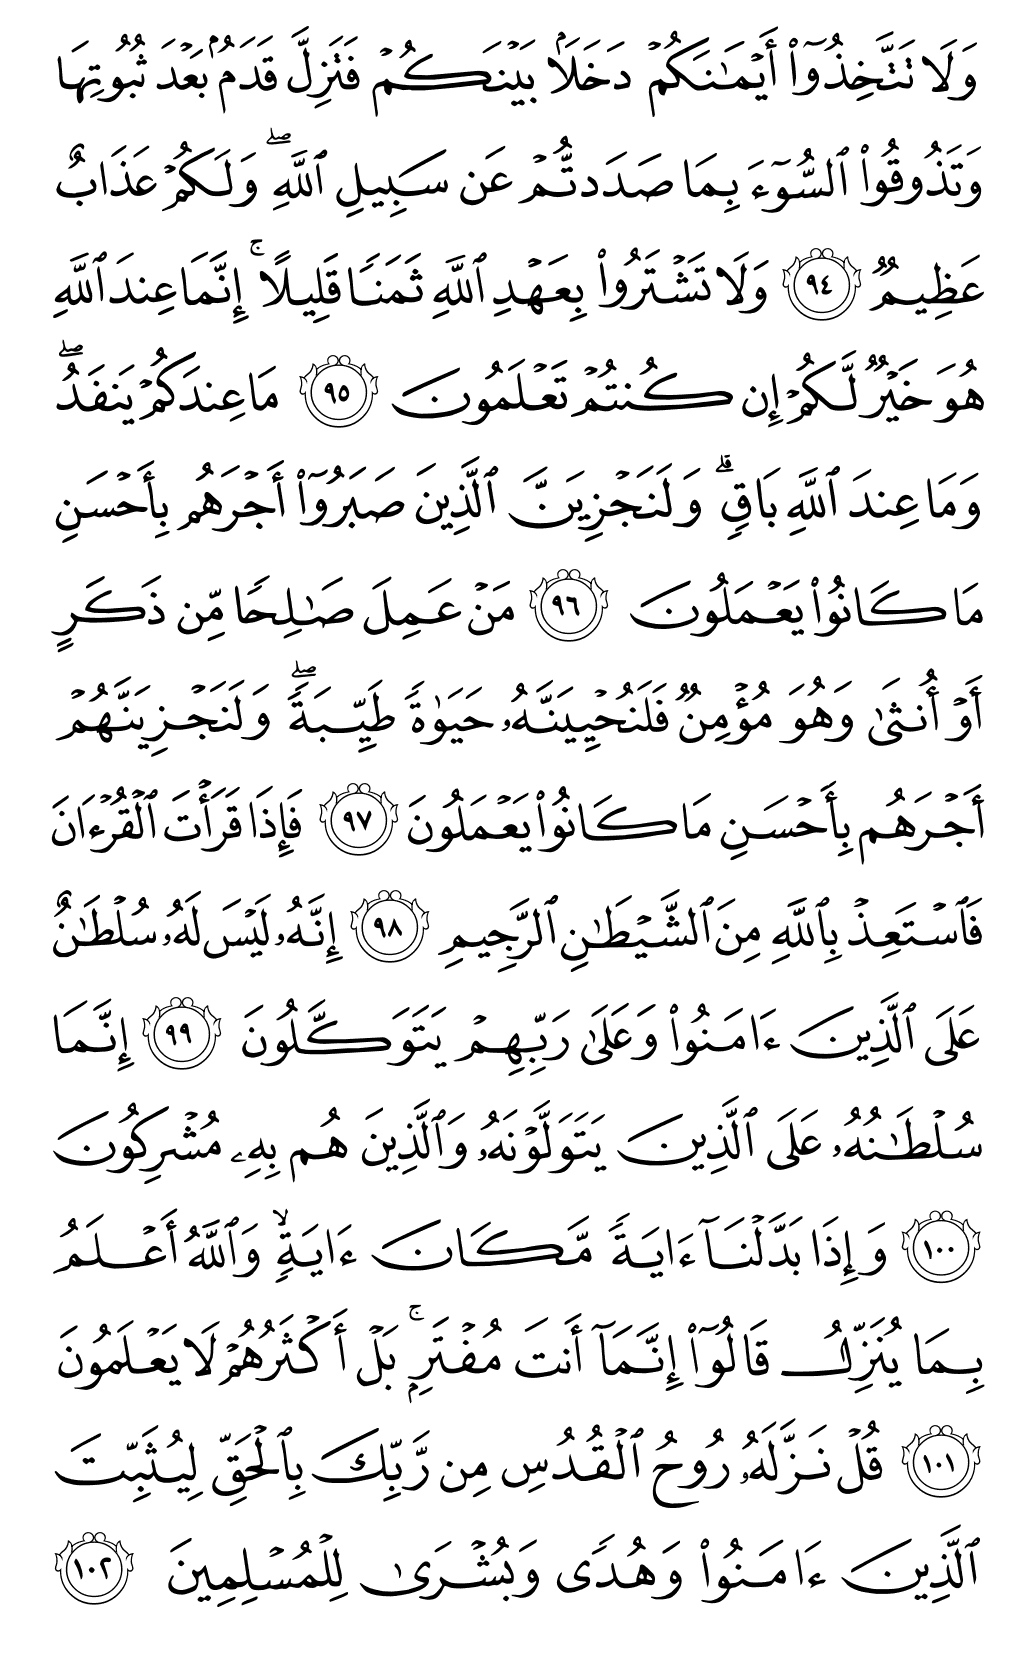 وَلَا تَتَّخِذُوٓا۟ أَيْمَٰنَكُمْ دَخَلًۢا بَيْنَكُمْ فَتَزِلَّ قَدَمٌۢ بَعْدَ ثُبُوتِهَا
وَتَذُوقُوا۟ ٱلسُّوٓءَ بِمَا صَدَدتُّمْ عَن سَبِيلِ ٱللَّهِ ۖ وَلَكُمْ عَذَابٌ
عَظِيمٌ ٩٤ وَلَا تَشْتَرُوا۟ بِعَهْدِ ٱللَّهِ ثَمَنًا قَلِيلًا ۚ إِنَّمَا عِندَ ٱللَّهِ
هُوَ خَيْرٌ لَّكُمْ إِن كُنتُمْ تَعْلَمُونَ ٩٥ مَا عِندَكُمْ يَنفَدُ ۖ
وَمَا عِندَ ٱللَّهِ بَاقٍ ۗ وَلَنَجْزِيَنَّ ٱلَّذِينَ صَبَرُوٓا۟ أَجْرَهُم بِأَحْسَنِ
مَا كَانُوا۟ يَعْمَلُونَ ٩٦ مَنْ عَمِلَ صَٰلِحًا مِّن ذَكَرٍ
أَوْ أُنثَىٰ وَهُوَ مُؤْمِنٌ فَلَنُحْيِيَنَّهُۥ حَيَوٰةً طَيِّبَةً ۖ وَلَنَجْزِيَنَّهُمْ
أَجْرَهُم بِأَحْسَنِ مَا كَانُوا۟ يَعْمَلُونَ ٩٧ فَإِذَا قَرَأْتَ ٱلْقُرْءَانَ
فَٱسْتَعِذْ بِٱللَّهِ مِنَ ٱلشَّيْطَٰنِ ٱلرَّجِيمِ ٩٨ إِنَّهُۥ لَيْسَ لَهُۥ سُلْطَٰنٌ
عَلَى ٱلَّذِينَ ءَامَنُوا۟ وَعَلَىٰ رَبِّهِمْ يَتَوَكَّلُونَ ٩٩ إِنَّمَا
سُلْطَٰنُهُۥ عَلَى ٱلَّذِينَ يَتَوَلَّوْنَهُۥ وَٱلَّذِينَ هُم بِهِۦ مُشْرِكُونَ
١٠٠ وَإِذَا بَدَّلْنَآ ءَايَةً مَّكَانَ ءَايَةٍ ۙ وَٱللَّهُ أَعْلَمُ
بِمَا يُنَزِّلُ قَالُوٓا۟ إِنَّمَآ أَنتَ مُفْتَرٍۭ ۚ بَلْ أَكْثَرُهُمْ لَا يَعْلَمُونَ
١٠١ قُلْ نَزَّلَهُۥ رُوحُ ٱلْقُدُسِ مِن رَّبِّكَ بِٱلْحَقِّ لِيُثَبِّتَ
ٱلَّذِينَ ءَامَنُوا۟ وَهُدًى وَبُشْرَىٰ لِلْمُسْلِمِينَ ١٠٢